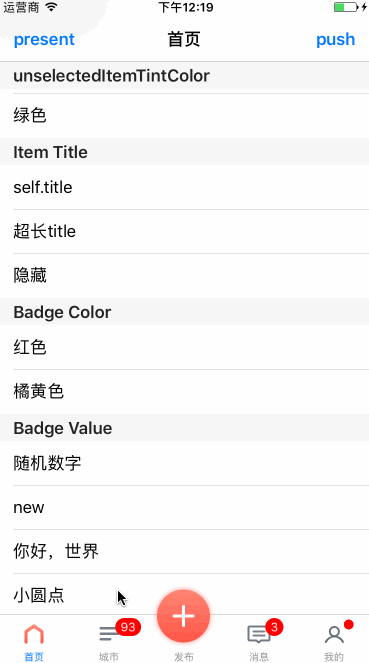 运营商 下午12:19
present 首页 push
unselectedItemTintColor
绿色
Item Title
self.title
超长title
隐藏
Badge Color
红色
橘黄色
Badge Value
随机数字
new
你好，世界
小圆点
93 3
首页 城市 发布 消息 我的